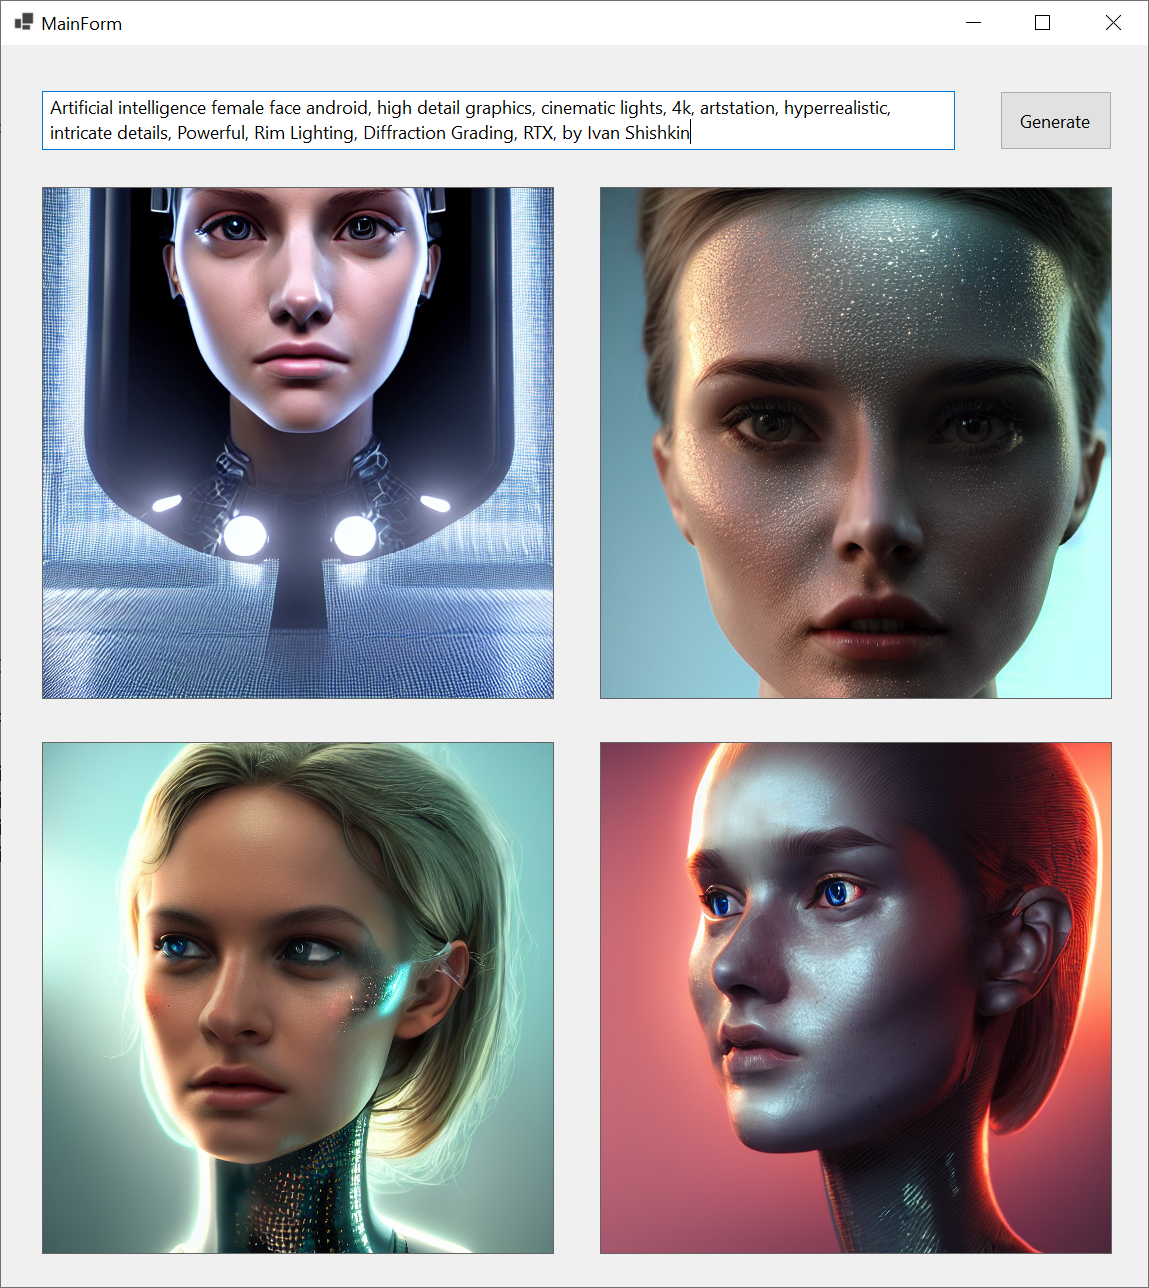 MainForm
Artificial intelligence female face android, high detail graphics, cinematic lights, 4k, artstation, hyperrealistic,
intricate details, Powerful, Rim Lighting, Diffraction Grading, RTX, by Ivan Shishkin
Generate